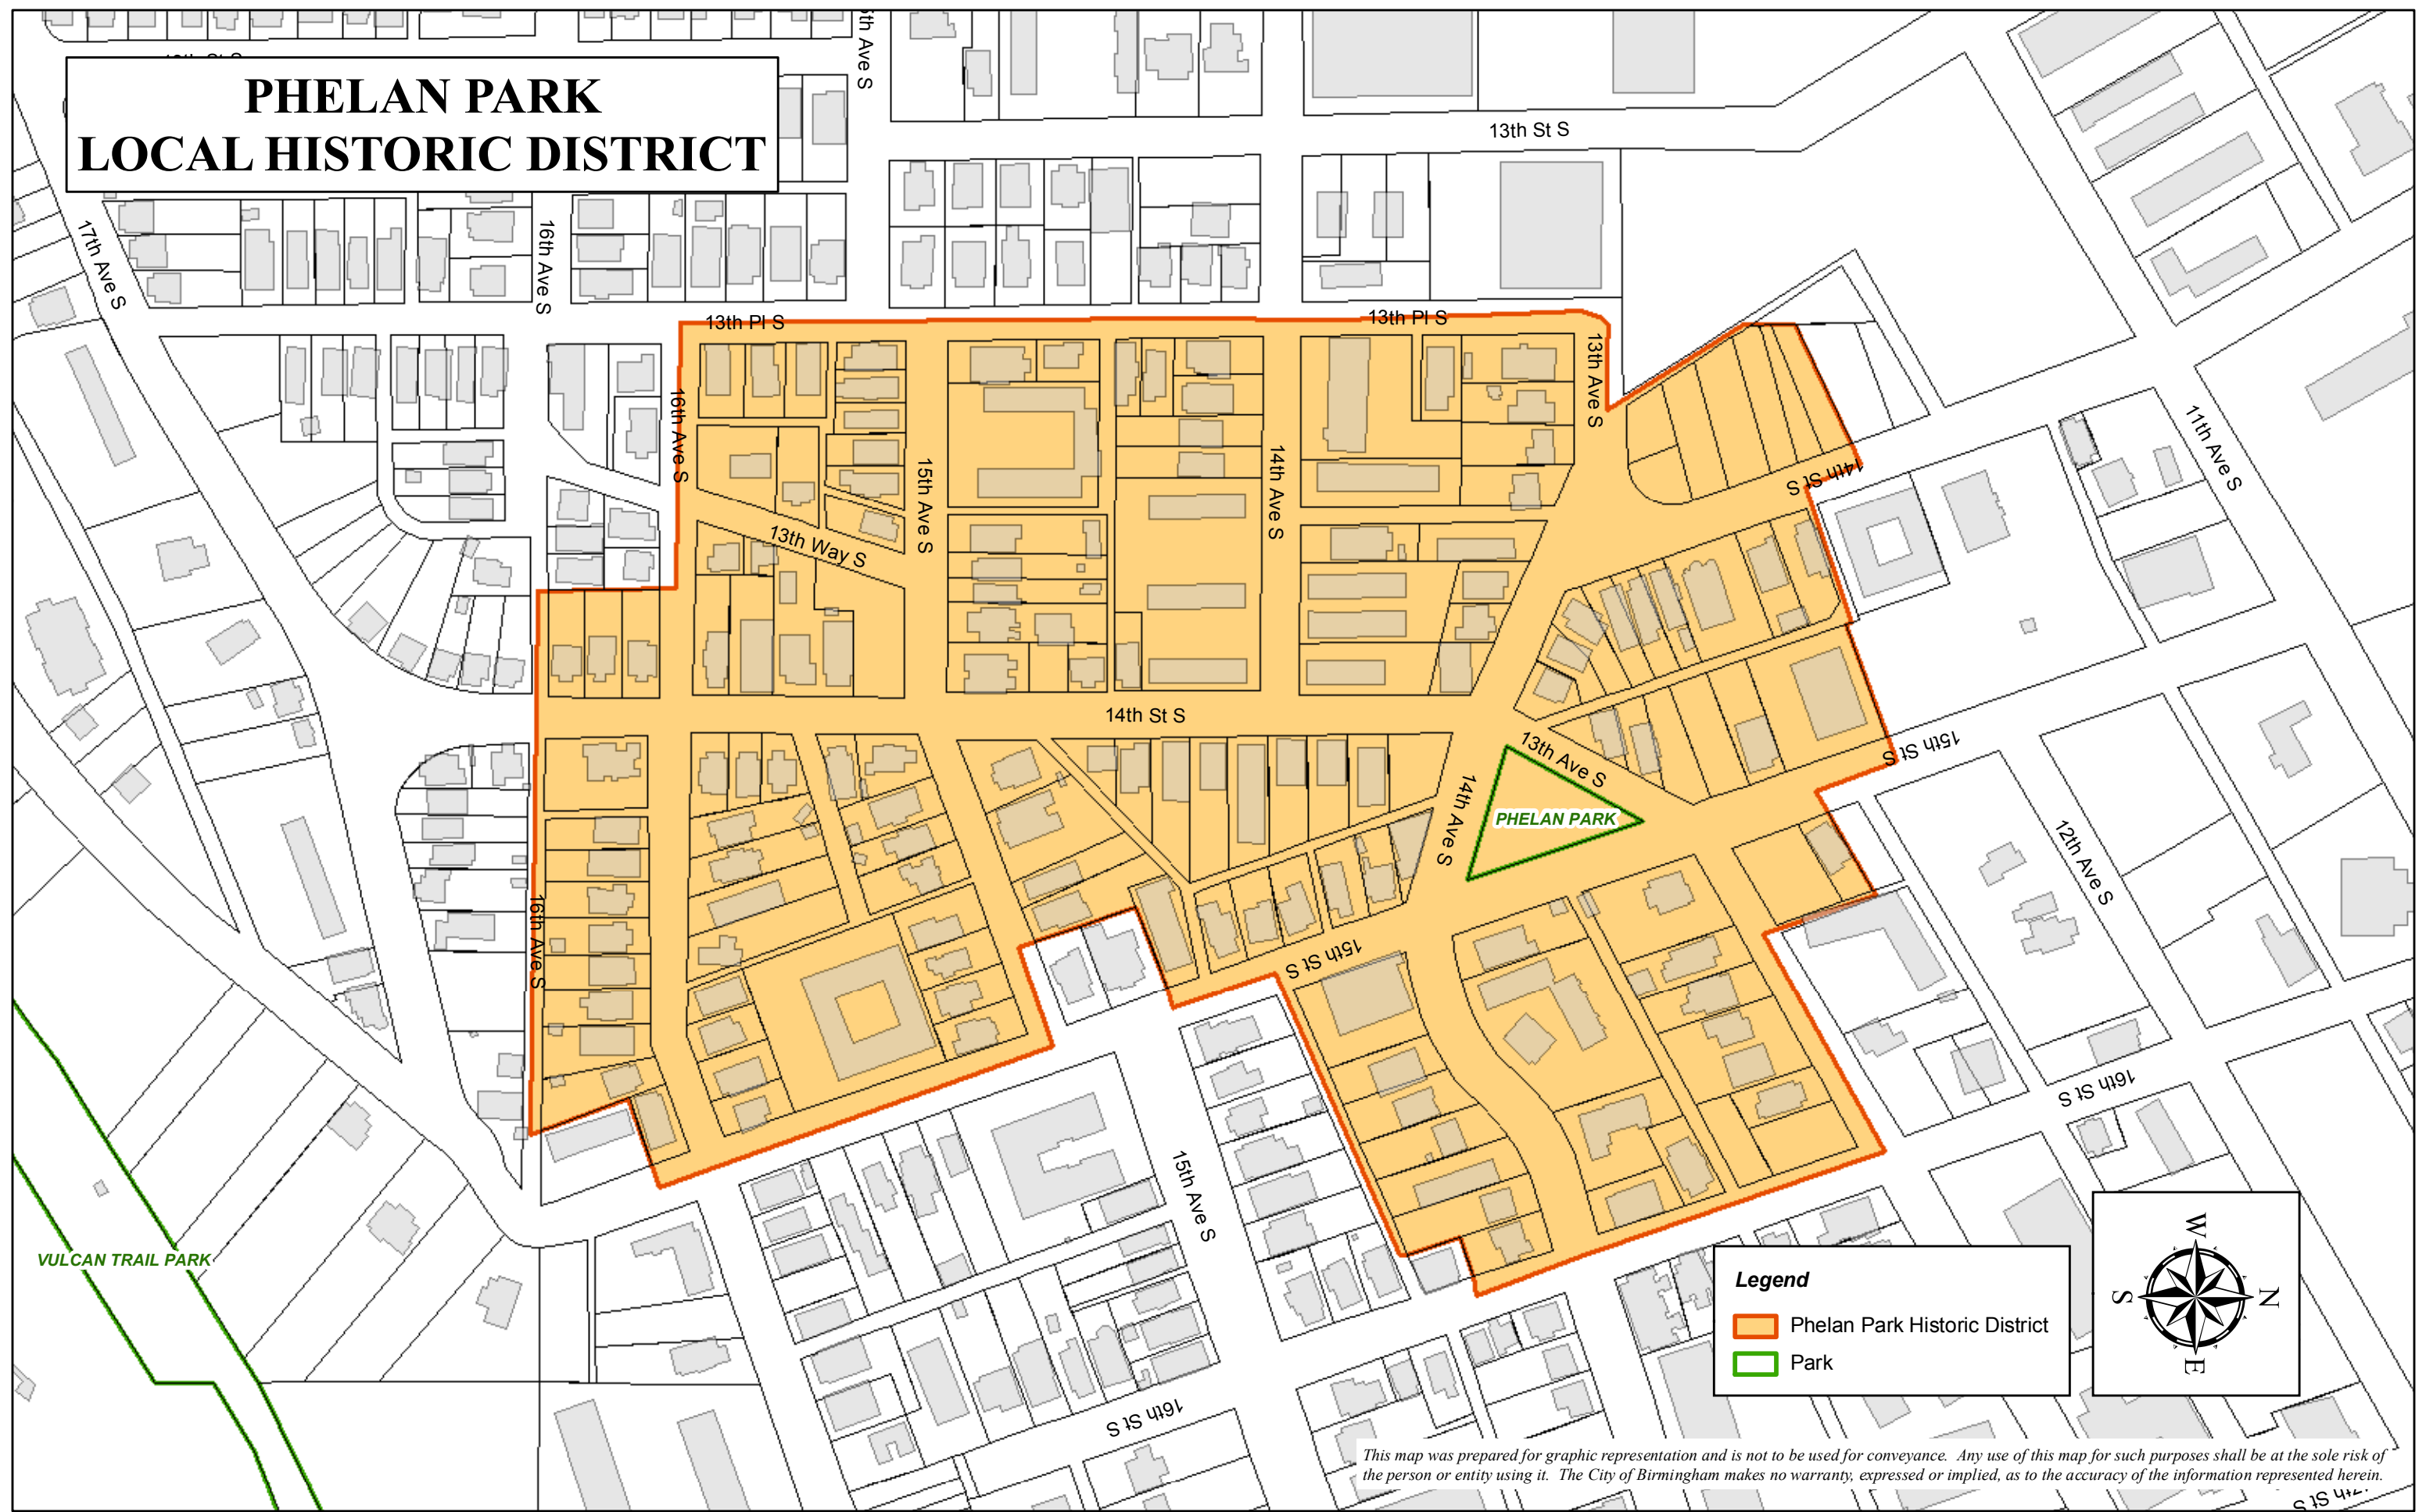 PHELAN PARK
LOCAL HISTORIC DISTRICT
13th St S
17th Ave S
16th Ave S
13th Pl S
13th Pl S
13th Ave S
16th Ave S
15th Ave S
14th Ave S
14th St S
11th Ave S
13th Way S
14th St S
13th Ave S
15th St S
14th Ave S
PHELAN PARK
12th Ave S
16th Ave S
15th St S
16th St S
15th Ave S
VULCAN TRAIL PARK
16th St S
W
N
S
E
Legend
Phelan Park Historic District
Park
This map was prepared for graphic representation and is not to be used for conveyance. Any use of this map for such purposes shall be at the sole risk of
the person or entity using it. The City of Birmingham makes no warranty, expressed or implied, as to the accuracy of the information represented herein.